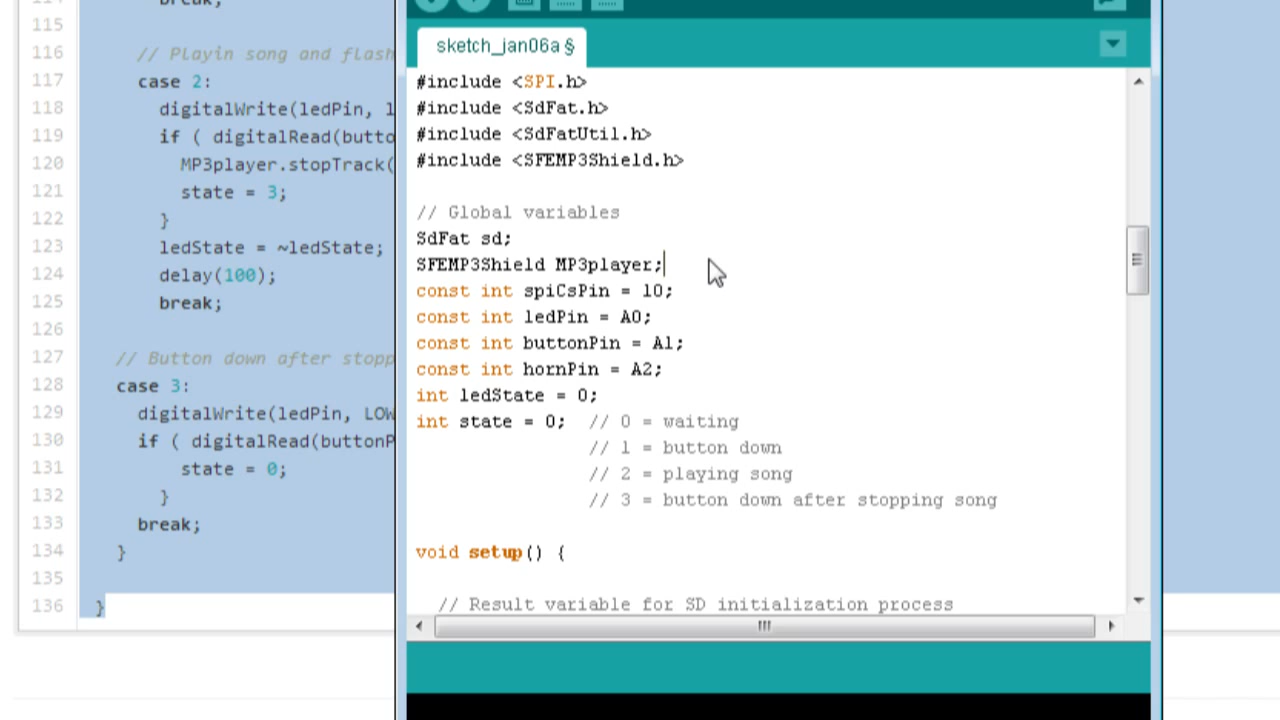 break;
115
116 // Playin song and flash
117 case 2:
118 digitalWrite(ledPin, l
119 if ( digitalRead(butto
120 MP3player.stopTrack(
121 state = 3;
122 }
123 ledState = ~ledState;
124 delay(100);
125 break;
126
127 // Button down after stopp
128 case 3:
129 digitalWrite(ledPin, LOW
130 if ( digitalRead(buttonP
131 state = 0;
132 }
133 break;
134 }
135
136 }
sketch_jan06a §
#include <SPI.h>
#include <SdFat.h>
#include <SdFatUtil.h>
#include <SFEMP3Shield.h>
// Global variables
SdFat sd;
SFEMP3Shield MP3player;
const int spiCsPin = 10;
const int ledPin = A0;
const int buttonPin = A1;
const int hornPin = A2;
int ledState = 0;
int state = 0; // 0 = waiting
// 1 = button down
// 2 = playing song
// 3 = button down after stopping song
void setup() {
// Result variable for SD initialization process